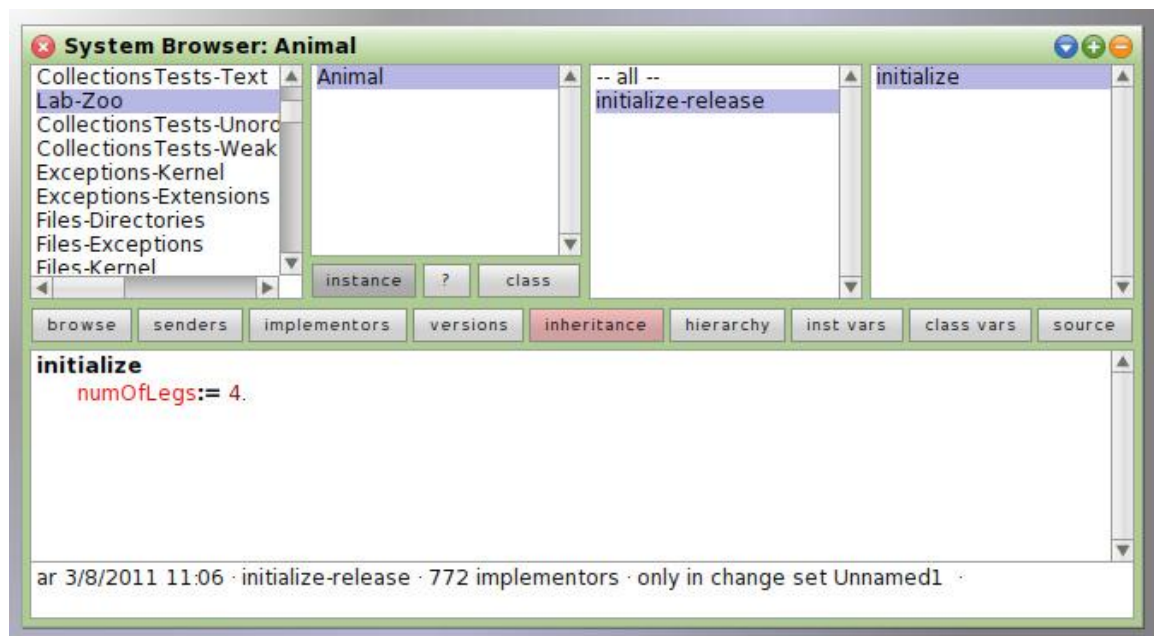 System Browser: Animal
CollectionsTests-Text
Lab-Zoo
CollectionsTests-Unord
CollectionsTests-Weak
Exceptions-Kernel
Exceptions-Extensions
Files-Directories
Files-Exceptions
Files-Kernel
Animal
instance ? class
-- all --
initialize-release
initialize
browse senders implementors versions inheritance hierarchy inst vars class vars source
initialize
numOfLegs:= 4.
ar 3/8/2011 11:06 · initialize-release · 772 implementors · only in change set Unnamed1 ·